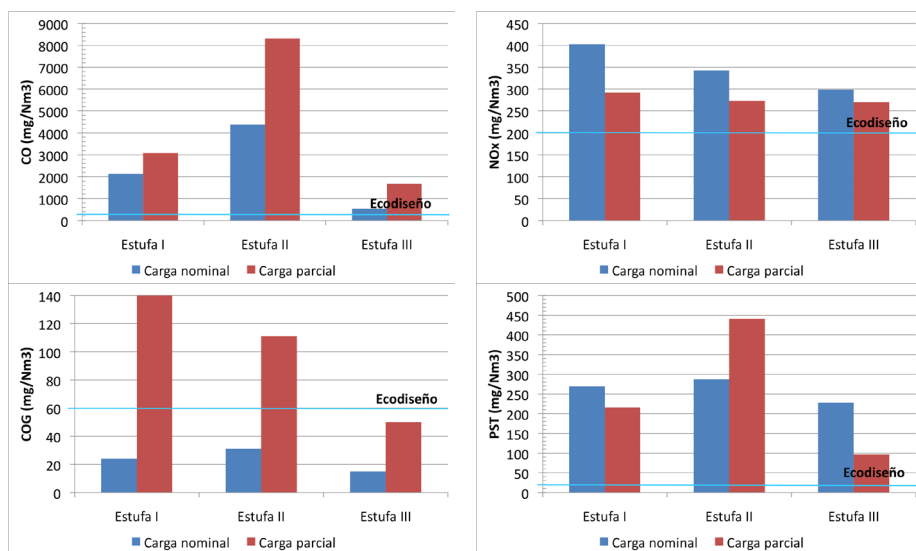 9000
8000
7000
6000
5000
4000
3000
2000
1000
0
CO (mg/Nm3)
Ecodiseño
Estufa I
Estufa II
Estufa III
Carga nominal
Carga parcial
450
400
350
300
250
200
150
100
50
0
NOx (mg/Nm3)
Ecodiseño
Estufa I
Estufa II
Estufa III
Carga nominal
Carga parcial
140
120
100
80
60
40
20
0
COG (mg/Nm3)
Ecodiseño
Estufa I
Estufa II
Estufa III
Carga nominal
Carga parcial
500
450
400
350
300
250
200
150
100
50
0
PST (mg/Nm3)
Ecodiseño
Estufa I
Estufa II
Estufa III
Carga nominal
Carga parcial